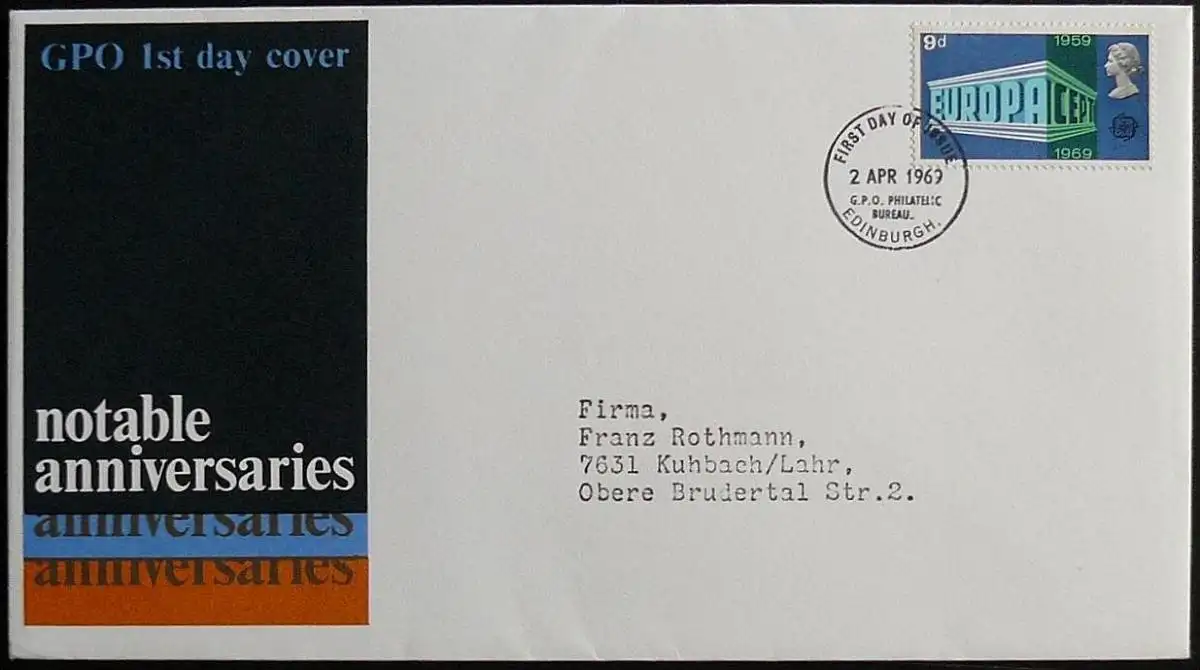 GPO 1st day cover
notable
anniversaries
anniversaries
anniversaries
9d
1959
EUROPA CEPT
1969
FIRST DAY OF ISSUE
2 APR 1969
G.P.O. PHILATELIC
BUREAU.
EDINBURGH.
Firma,
Franz Rothmann,
7631 Kuhbach/Lahr,
Obere Brudertal Str.2.